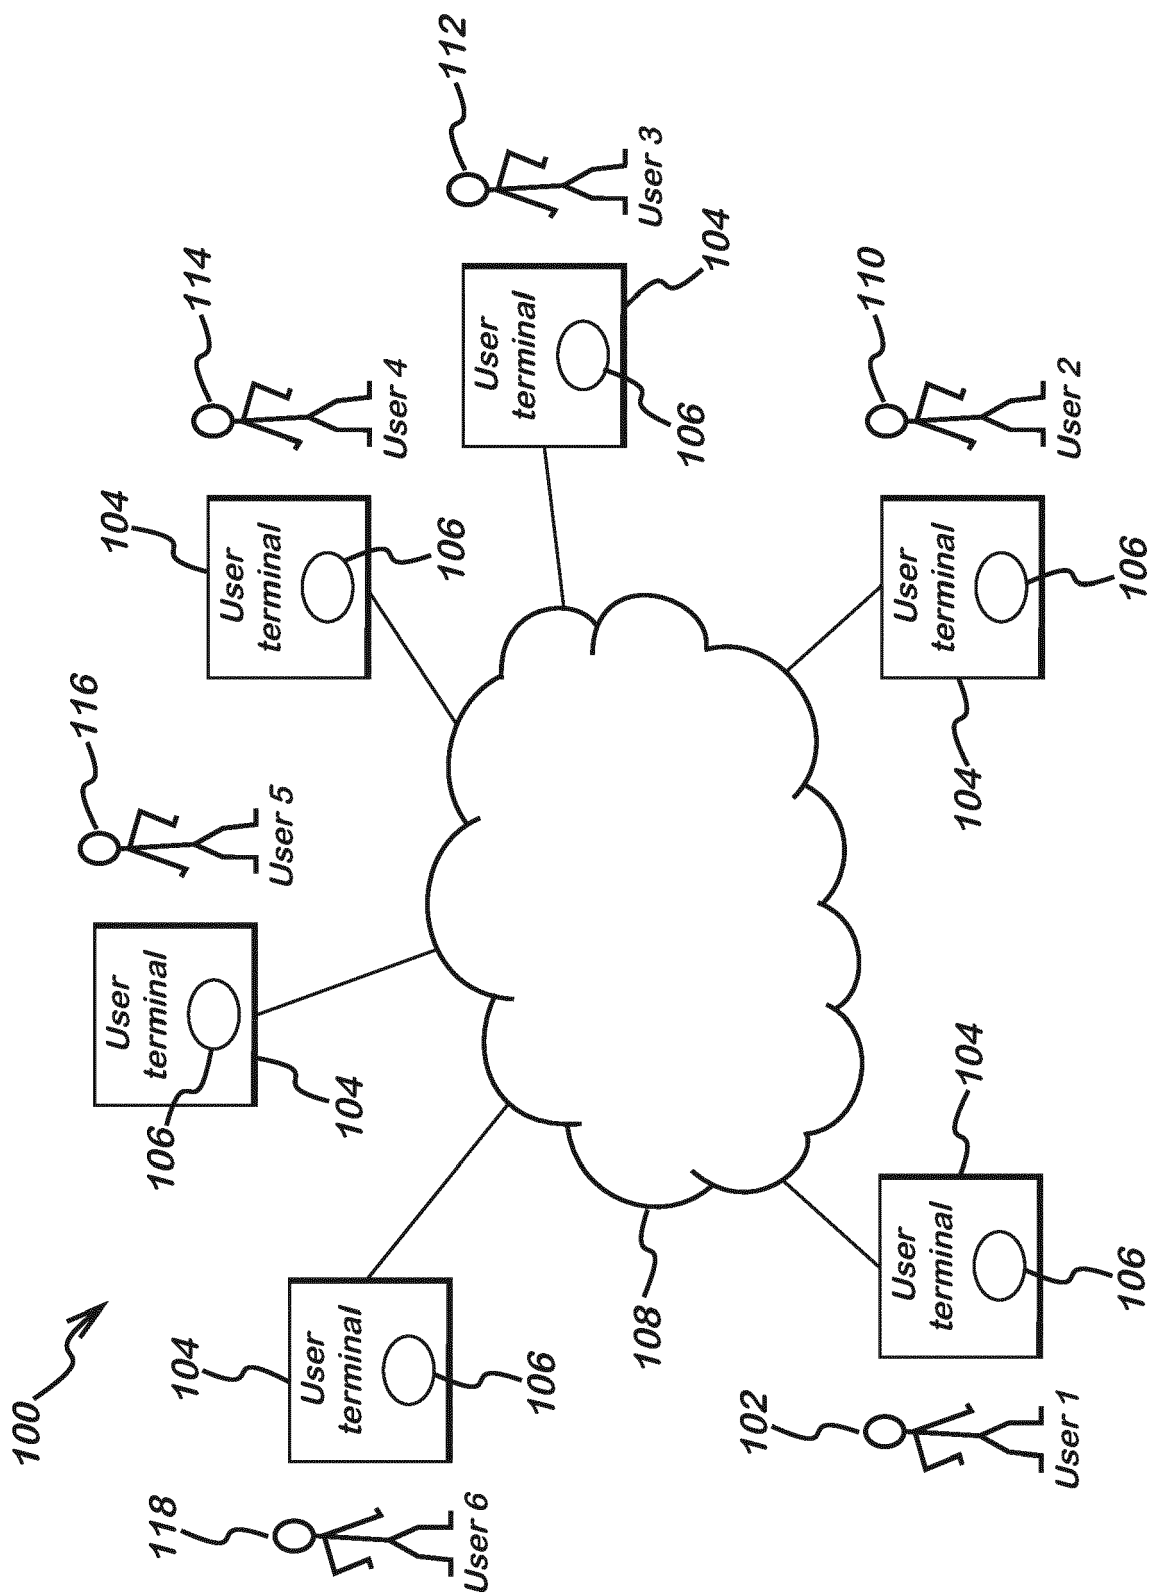 100
116
104
118
106
User
terminal
104
114
User
terminal
User 5
User
terminal
104
User 4
106
112
User 6
User
terminal
106
108
User 3
106
104
102
110
User
terminal
User
terminal
104
104
User 1
User 2
106
106